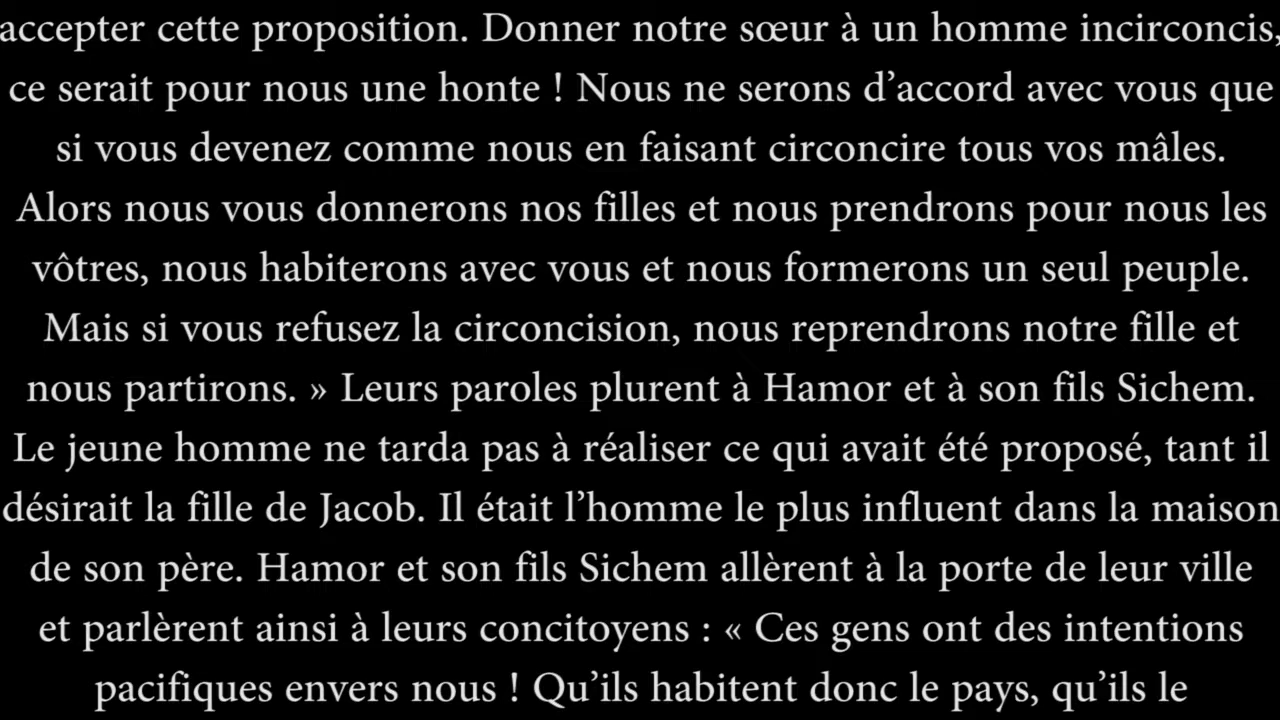 accepter cette proposition. Donner notre sœur à un homme incirconcis,
ce serait pour nous une honte ! Nous ne serons d’accord avec vous que
si vous devenez comme nous en faisant circoncire tous vos mâles.
Alors nous vous donnerons nos filles et nous prendrons pour nous les
vôtres, nous habiterons avec vous et nous formerons un seul peuple.
Mais si vous refusez la circoncision, nous reprendrons notre fille et
nous partirons. » Leurs paroles plurent à Hamor et à son fils Sichem.
Le jeune homme ne tarda pas à réaliser ce qui avait été proposé, tant il
désirait la fille de Jacob. Il était l’homme le plus influent dans la maison
de son père. Hamor et son fils Sichem allèrent à la porte de leur ville
et parlèrent ainsi à leurs concitoyens : « Ces gens ont des intentions
pacifiques envers nous ! Qu’ils habitent donc le pays, qu’ils le